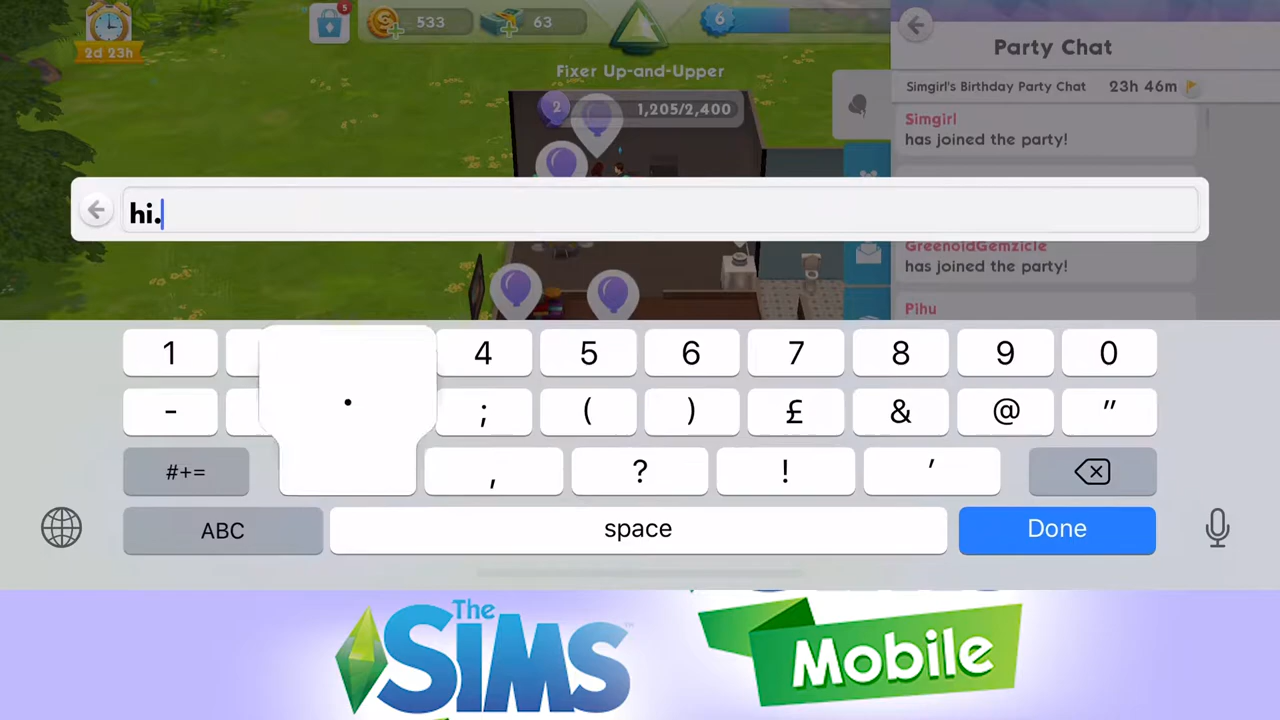 5
533
63
6
2d 23h
Fixer Up-and-Upper
2
1,205/2,400
Party Chat
Simgirl's Birthday Party Chat 23h 46m
Simgirl
has joined the party!
hi.
GreenoidGemzicle
has joined the party!
Pihu
1 4 5 6 7 8 9 0
- ; ( ) £ & @ "
.
#+= , ? ! '
ABC space Done
The
SIMS
TM
Mobile